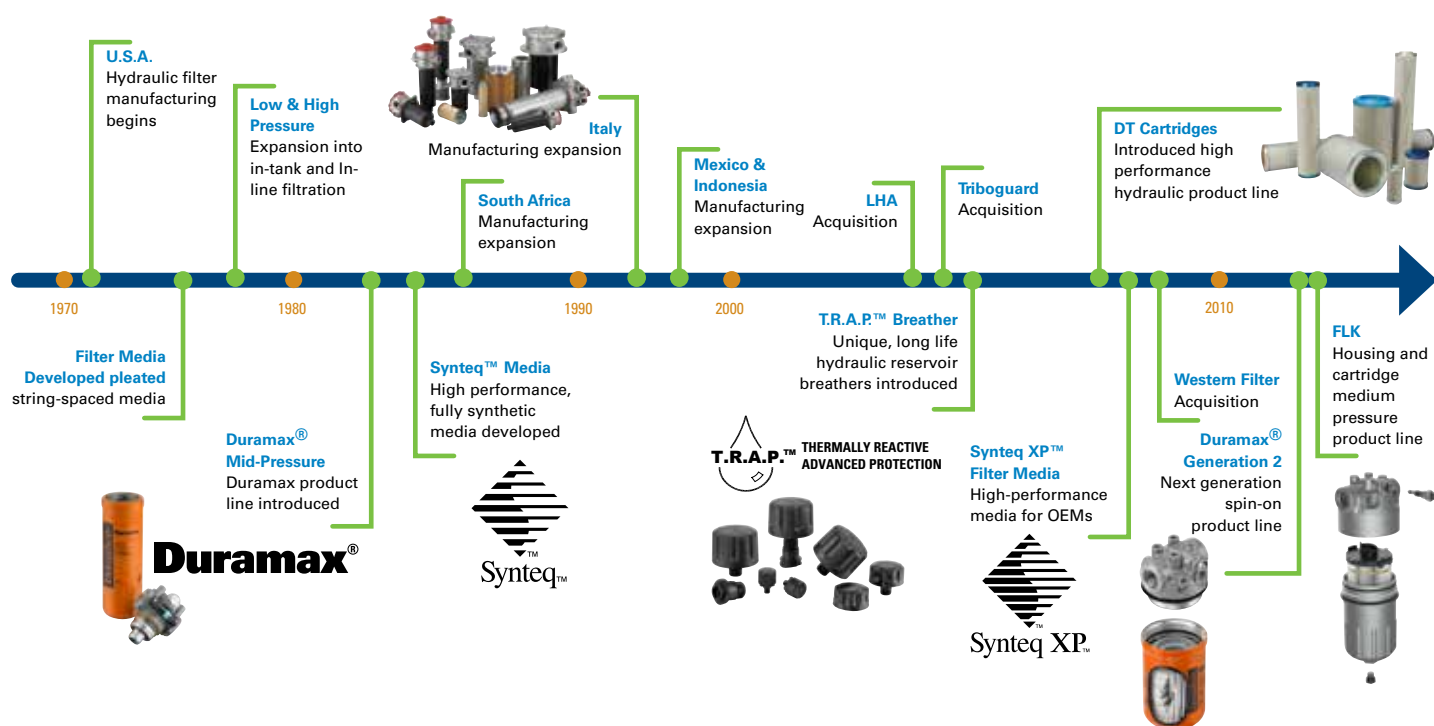 U.S.A.
Hydraulic filter
manufacturing
begins
Low & High
Pressure
Expansion into
in-tank and In-
line filtration
Italy
Manufacturing expansion
South Africa
Manufacturing
expansion
Mexico &
Indonesia
Manufacturing
expansion
LHA
Acquisition
Triboguard
Acquisition
DT Cartridges
Introduced high
performance
hydraulic product line
1970
1980
1990
2000
2010
Filter Media
Developed pleated
string-spaced media
Duramax®
Mid-Pressure
Duramax product
line introduced
Duramax®
Synteq™ Media
High performance,
fully synthetic
media developed
™
Synteq™
T.R.A.P.™ Breather
Unique, long life
hydraulic reservoir
breathers introduced
T.R.A.P.™ THERMALLY REACTIVE
ADVANCED PROTECTION
Synteq XP™
Filter Media
High-performance
media for OEMs
™
Synteq XP™
Western Filter
Acquisition
Duramax®
Generation 2
Next generation
spin-on
product line
FLK
Housing and
cartridge
medium
pressure
product line